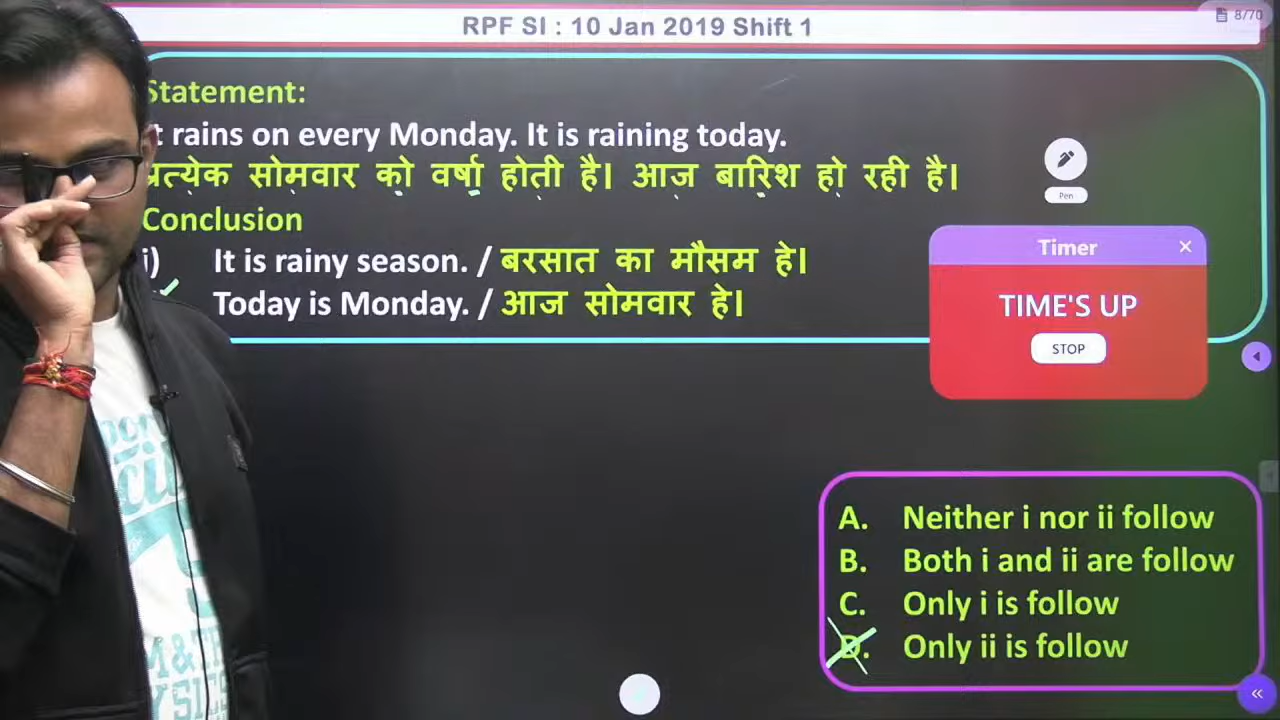 RPF SI : 10 Jan 2019 Shift 1
8/70
Statement:
t rains on every Monday. It is raining today.
प्रत्येक सोमवार को वर्षा होती है। आज बारिश हो रही है।
Pen
Conclusion
i) It is rainy season. / बरसात का मौसम हे।
Today is Monday. / आज सोमवार हे।
Timer
TIME'S UP
STOP
A. Neither i nor ii follow
B. Both i and ii are follow
C. Only i is follow
D. Only ii is follow